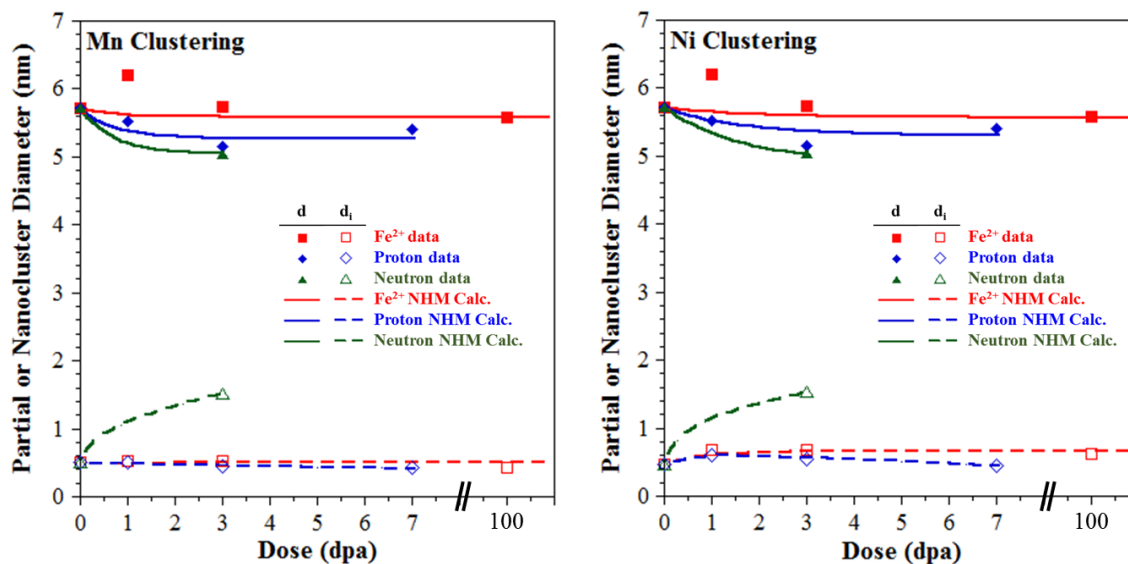 Mn Clustering
Partial or Nanocluster Diameter (nm)
7
6
5
4
3
2
1
0
d di
Fe²⁺ data
Proton data
Neutron data
Fe²⁺ NHM Calc.
Proton NHM Calc.
Neutron NHM Calc.
0 1 2 3 4 5 6 7 // 100
Dose (dpa)
Ni Clustering
Partial or Nanocluster Diameter (nm)
7
6
5
4
3
2
1
0
d di
Fe²⁺ data
Proton data
Neutron data
Fe²⁺ NHM Calc.
Proton NHM Calc.
Neutron NHM Calc.
0 1 2 3 4 5 6 7 // 100
Dose (dpa)